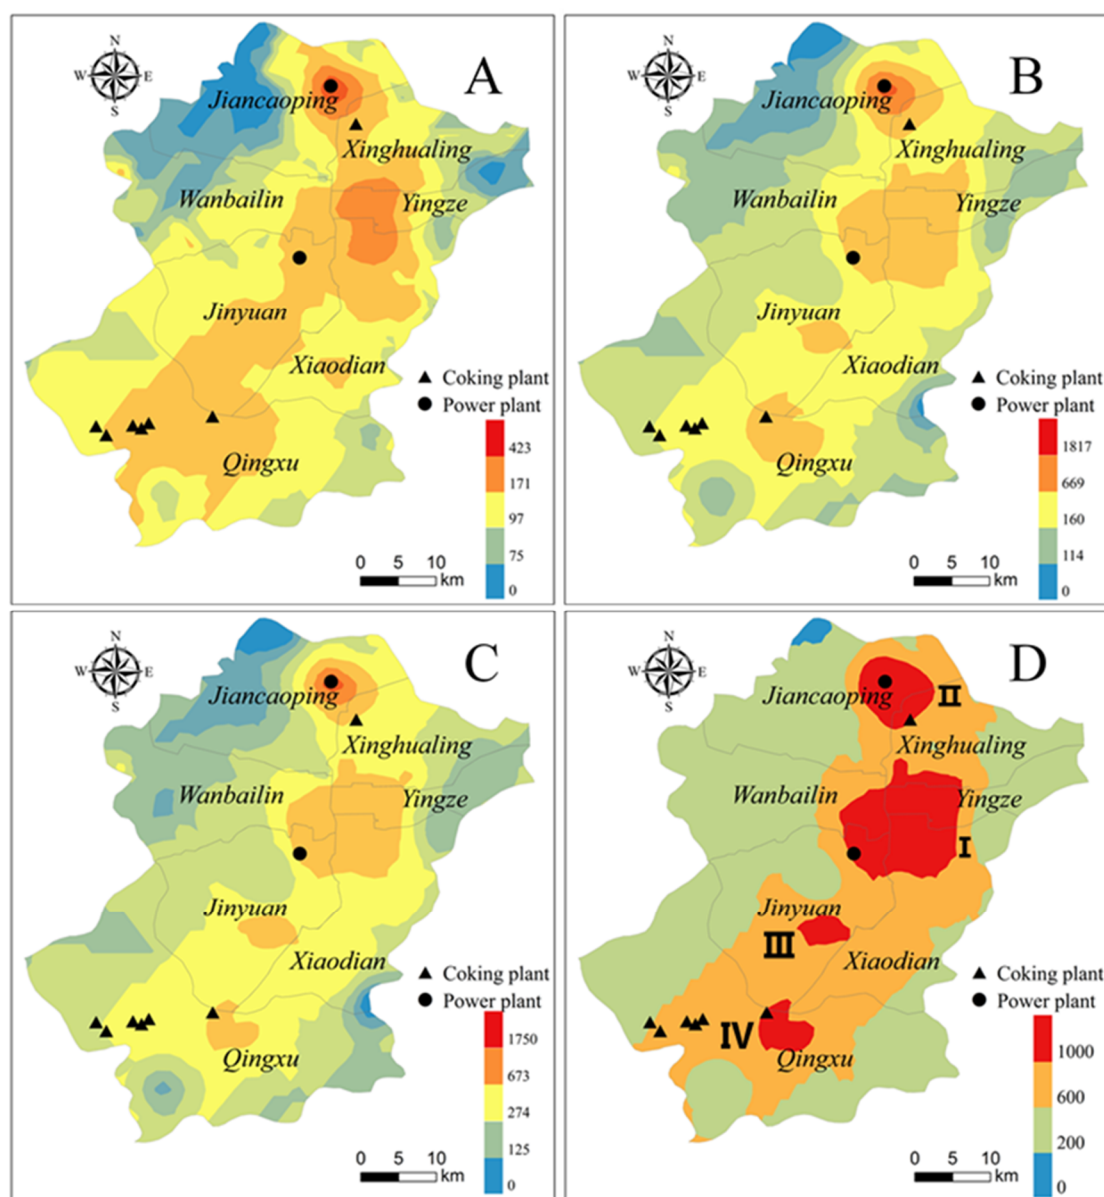 A
N
W E
S
Jiancaoping
Xinghualing
Wanbailin
Yingze
Jinyuan
Xiaodian
Qingxu
Coking plant
Power plant
423
171
97
75
0
0 5 10
km
B
N
W E
S
Jiancaoping
Xinghualing
Wanbailin
Yingze
Jinyuan
Xiaodian
Qingxu
Coking plant
Power plant
1817
669
160
114
0
0 5 10
km
C
N
W E
S
Jiancaoping
Xinghualing
Wanbailin
Yingze
Jinyuan
Xiaodian
Qingxu
Coking plant
Power plant
1750
673
274
125
0
0 5 10
km
D
N
W E
S
Jiancaoping
II
Xinghualing
Wanbailin
Yingze
I
Jinyuan
III
Xiaodian
IV
Qingxu
Coking plant
Power plant
1000
600
200
0
0 5 10
km